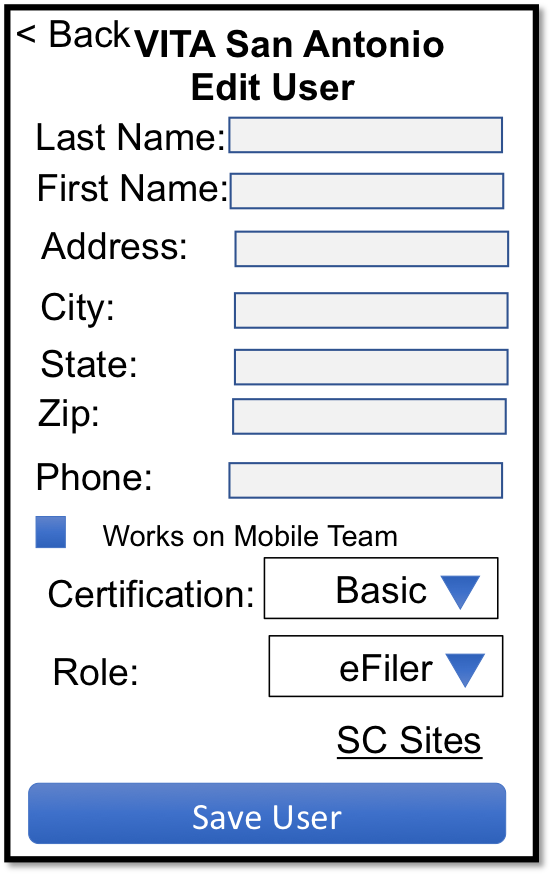 < Back
VITA San Antonio
Edit User
Last Name:
First Name:
Address:
City:
State:
Zip:
Phone:
Works on Mobile Team
Certification: Basic
Role: eFiler
SC Sites
Save User